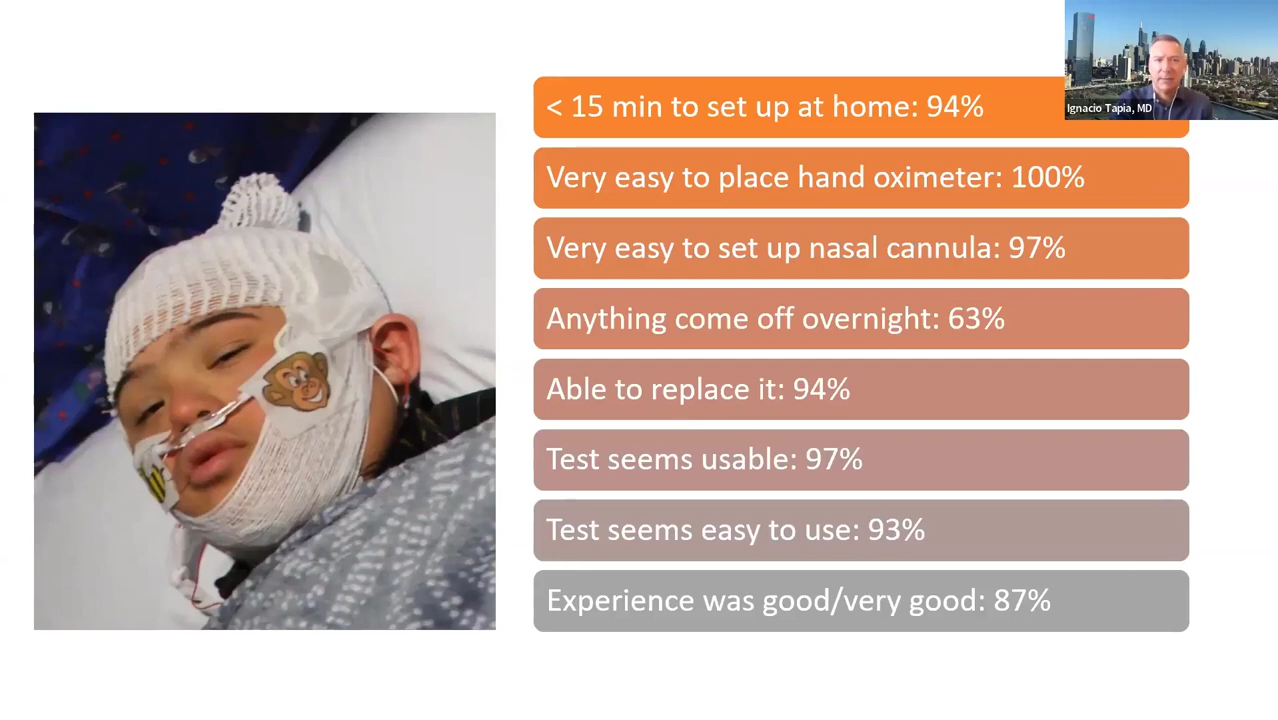 Ignacio Tapia, MD
< 15 min to set up at home: 94%
Very easy to place hand oximeter: 100%
Very easy to set up nasal cannula: 97%
Anything come off overnight: 63%
Able to replace it: 94%
Test seems usable: 97%
Test seems easy to use: 93%
Experience was good/very good: 87%